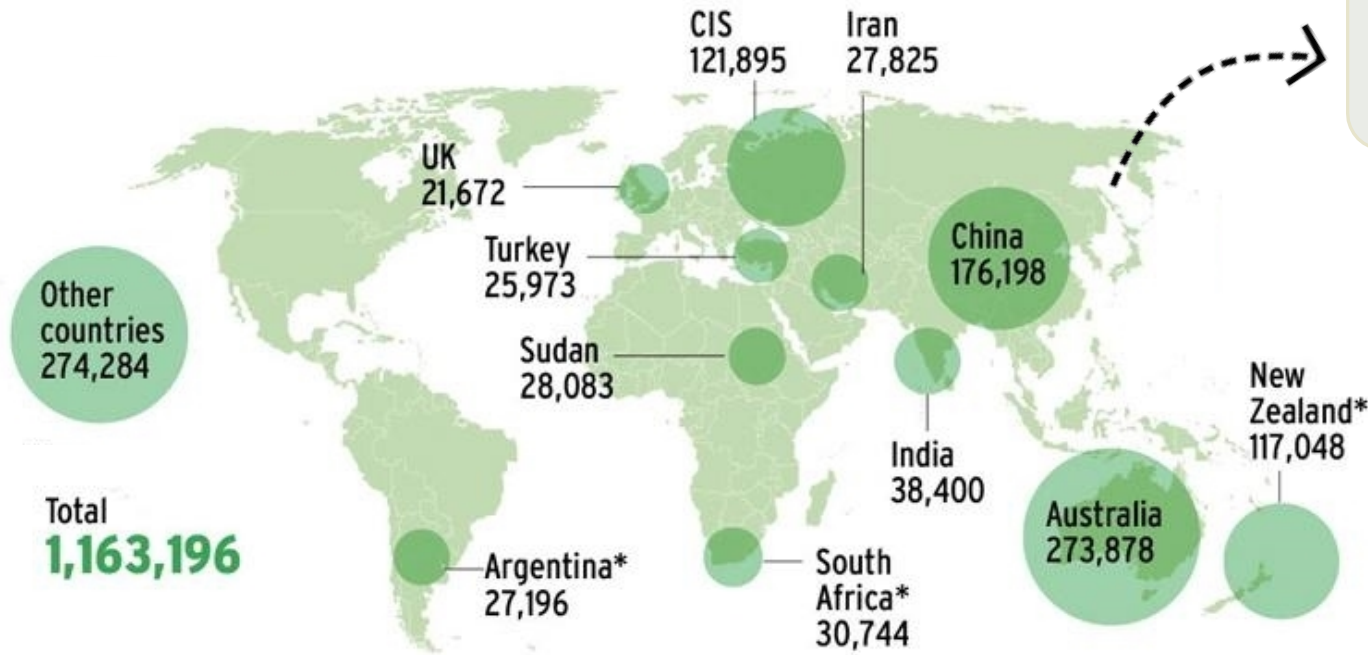 CIS
121,895
Iran
27,825
UK
21,672
Turkey
25,973
China
176,198
Other
countries
274,284
Sudan
28,083
New
Zealand*
117,048
India
38,400
Australia
273,878
Total
1,163,196
Argentina*
27,196
South
Africa*
30,744